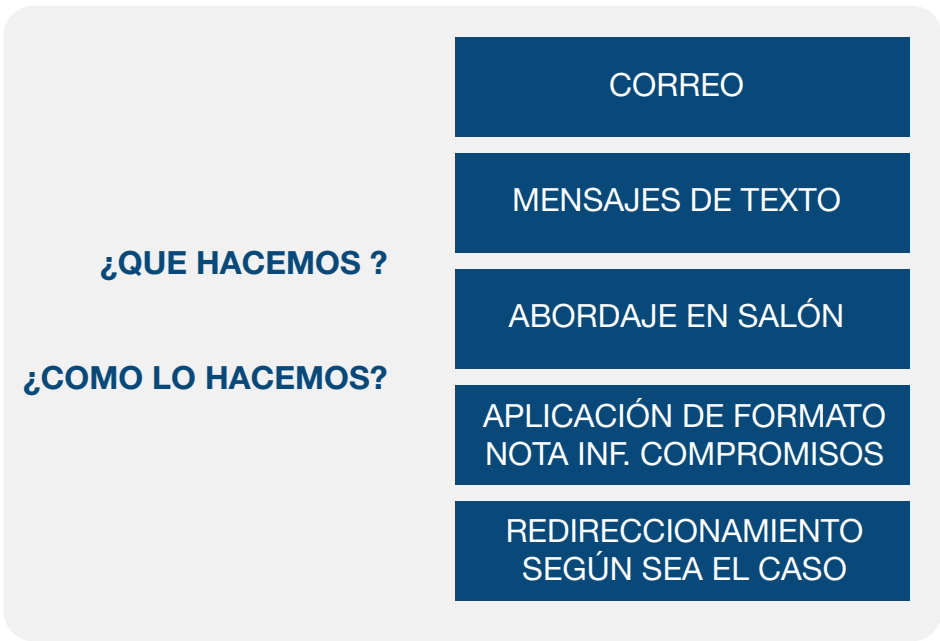 ¿QUE HACEMOS ?
¿COMO LO HACEMOS?
CORREO
MENSAJES DE TEXTO
ABORDAJE EN SALÓN
APLICACIÓN DE FORMATO
NOTA INF. COMPROMISOS
REDIRECCIONAMIENTO
SEGÚN SEA EL CASO